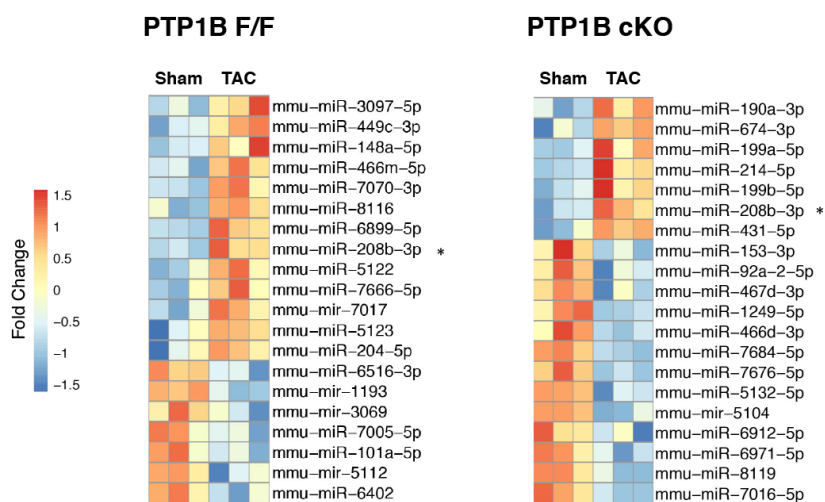 PTP1B F/F
Sham TAC
mmu-miR-3097-5p
mmu-miR-449c-3p
mmu-miR-148a-5p
mmu-miR-466m-5p
mmu-miR-7070-3p
mmu-miR-8116
mmu-miR-6899-5p
mmu-miR-208b-3p *
mmu-miR-5122
mmu-miR-7666-5p
mmu-mir-7017
mmu-miR-5123
mmu-miR-204-5p
mmu-miR-6516-3p
mmu-mir-1193
mmu-mir-3069
mmu-miR-7005-5p
mmu-miR-101a-5p
mmu-mir-5112
mmu-miR-6402
Fold Change
1.5
1
0.5
0
-0.5
-1
-1.5
PTP1B cKO
Sham TAC
mmu-miR-190a-3p
mmu-miR-674-3p
mmu-miR-199a-5p
mmu-miR-214-5p
mmu-miR-199b-5p
mmu-miR-208b-3p *
mmu-miR-431-5p
mmu-miR-153-3p
mmu-miR-92a-2-5p
mmu-miR-467d-3p
mmu-miR-1249-5p
mmu-miR-466d-3p
mmu-miR-7684-5p
mmu-miR-7676-5p
mmu-miR-5132-5p
mmu-mir-5104
mmu-miR-6912-5p
mmu-miR-6971-5p
mmu-miR-8119
mmu-miR-7016-5p